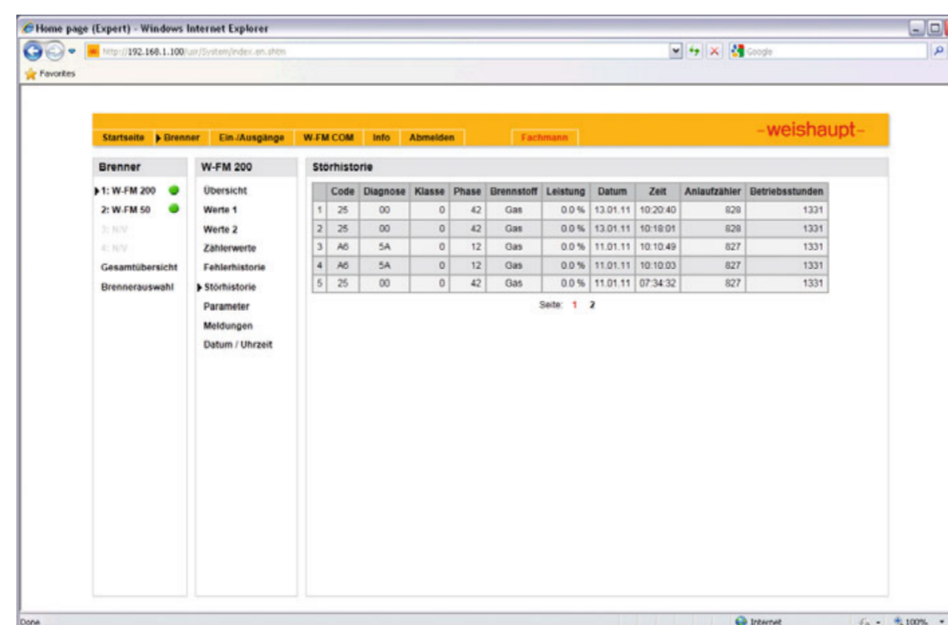 Home page (Expert) - Windows Internet Explorer
http://192.168.1.100/usr/System/index.en.shtm
Google
Favorites
-weishaupt-
Startseite Brenner Ein-/Ausgänge W-FM COM Info Abmelden Fachmann
Brenner
1: W-FM 200
2: W-FM 50
3: N/V
4: N/V
Gesamtübersicht
Brennerauswahl
W-FM 200
Übersicht
Werte 1
Werte 2
Zählerwerte
Fehlerhistorie
Störhistorie
Parameter
Meldungen
Datum / Uhrzeit
Störhistorie
Code Diagnose Klasse Phase Brennstoff Leistung Datum Zeit Anlaufzähler Betriebsstunden
1 25 00 0 42 Gas 0.0 % 13.01.11 10:20:40 828 1331
2 25 00 0 42 Gas 0.0 % 13.01.11 10:18:01 828 1331
3 A6 5A 0 12 Gas 0.0 % 11.01.11 10:10:49 827 1331
4 A6 5A 0 12 Gas 0.0 % 11.01.11 10:10:03 827 1331
5 25 00 0 42 Gas 0.0 % 11.01.11 07:34:32 827 1331
Seite: 1 2
Done
Internet
100%